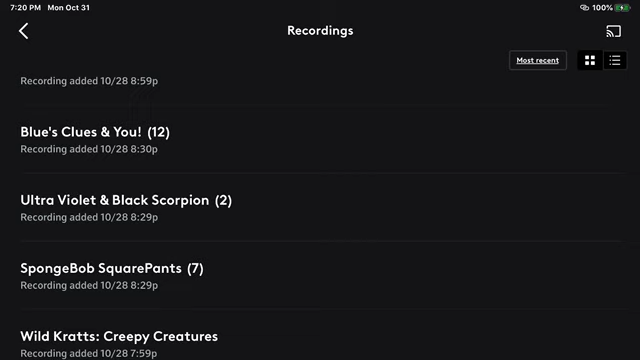 7:20 PM Mon Oct 31
100%
Recordings
Most recent
Recording added 10/28 8:59p
Blue's Clues & You! (12)
Recording added 10/28 8:30p
Ultra Violet & Black Scorpion (2)
Recording added 10/28 8:29p
SpongeBob SquarePants (7)
Recording added 10/28 8:29p
Wild Kratts: Creepy Creatures
Recording added 10/28 7:59p